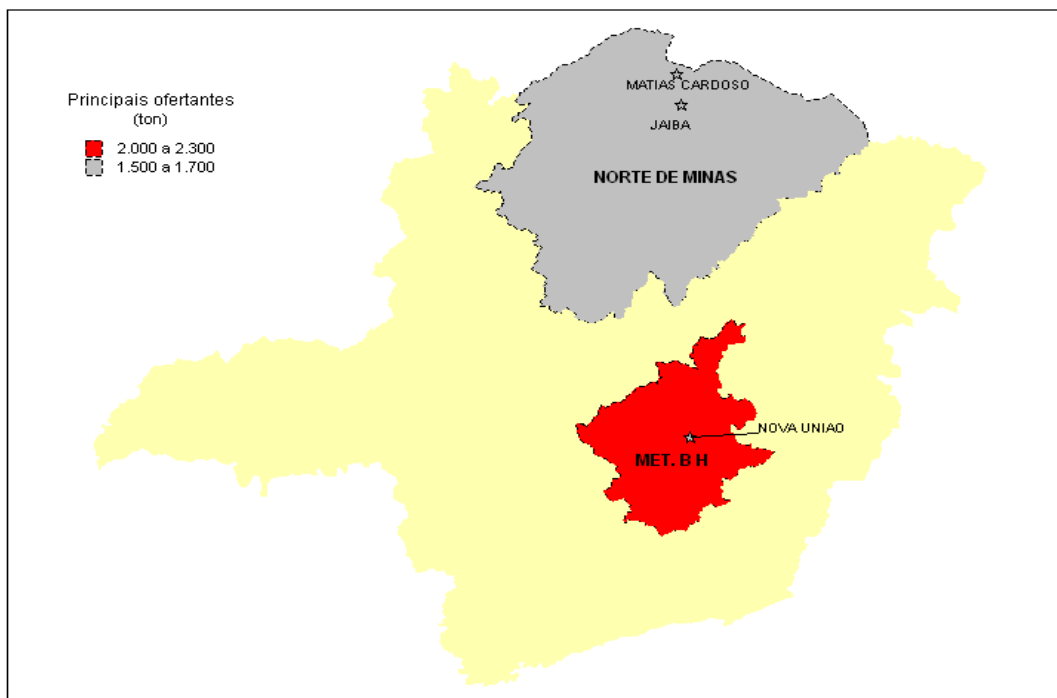 MATIAS CARDOSO
Principais ofertantes
(ton)
JAIBA
2.000 a 2.300
1.500 a 1.700
NORTE DE MINAS
NOVA UNIAO
MET. B H